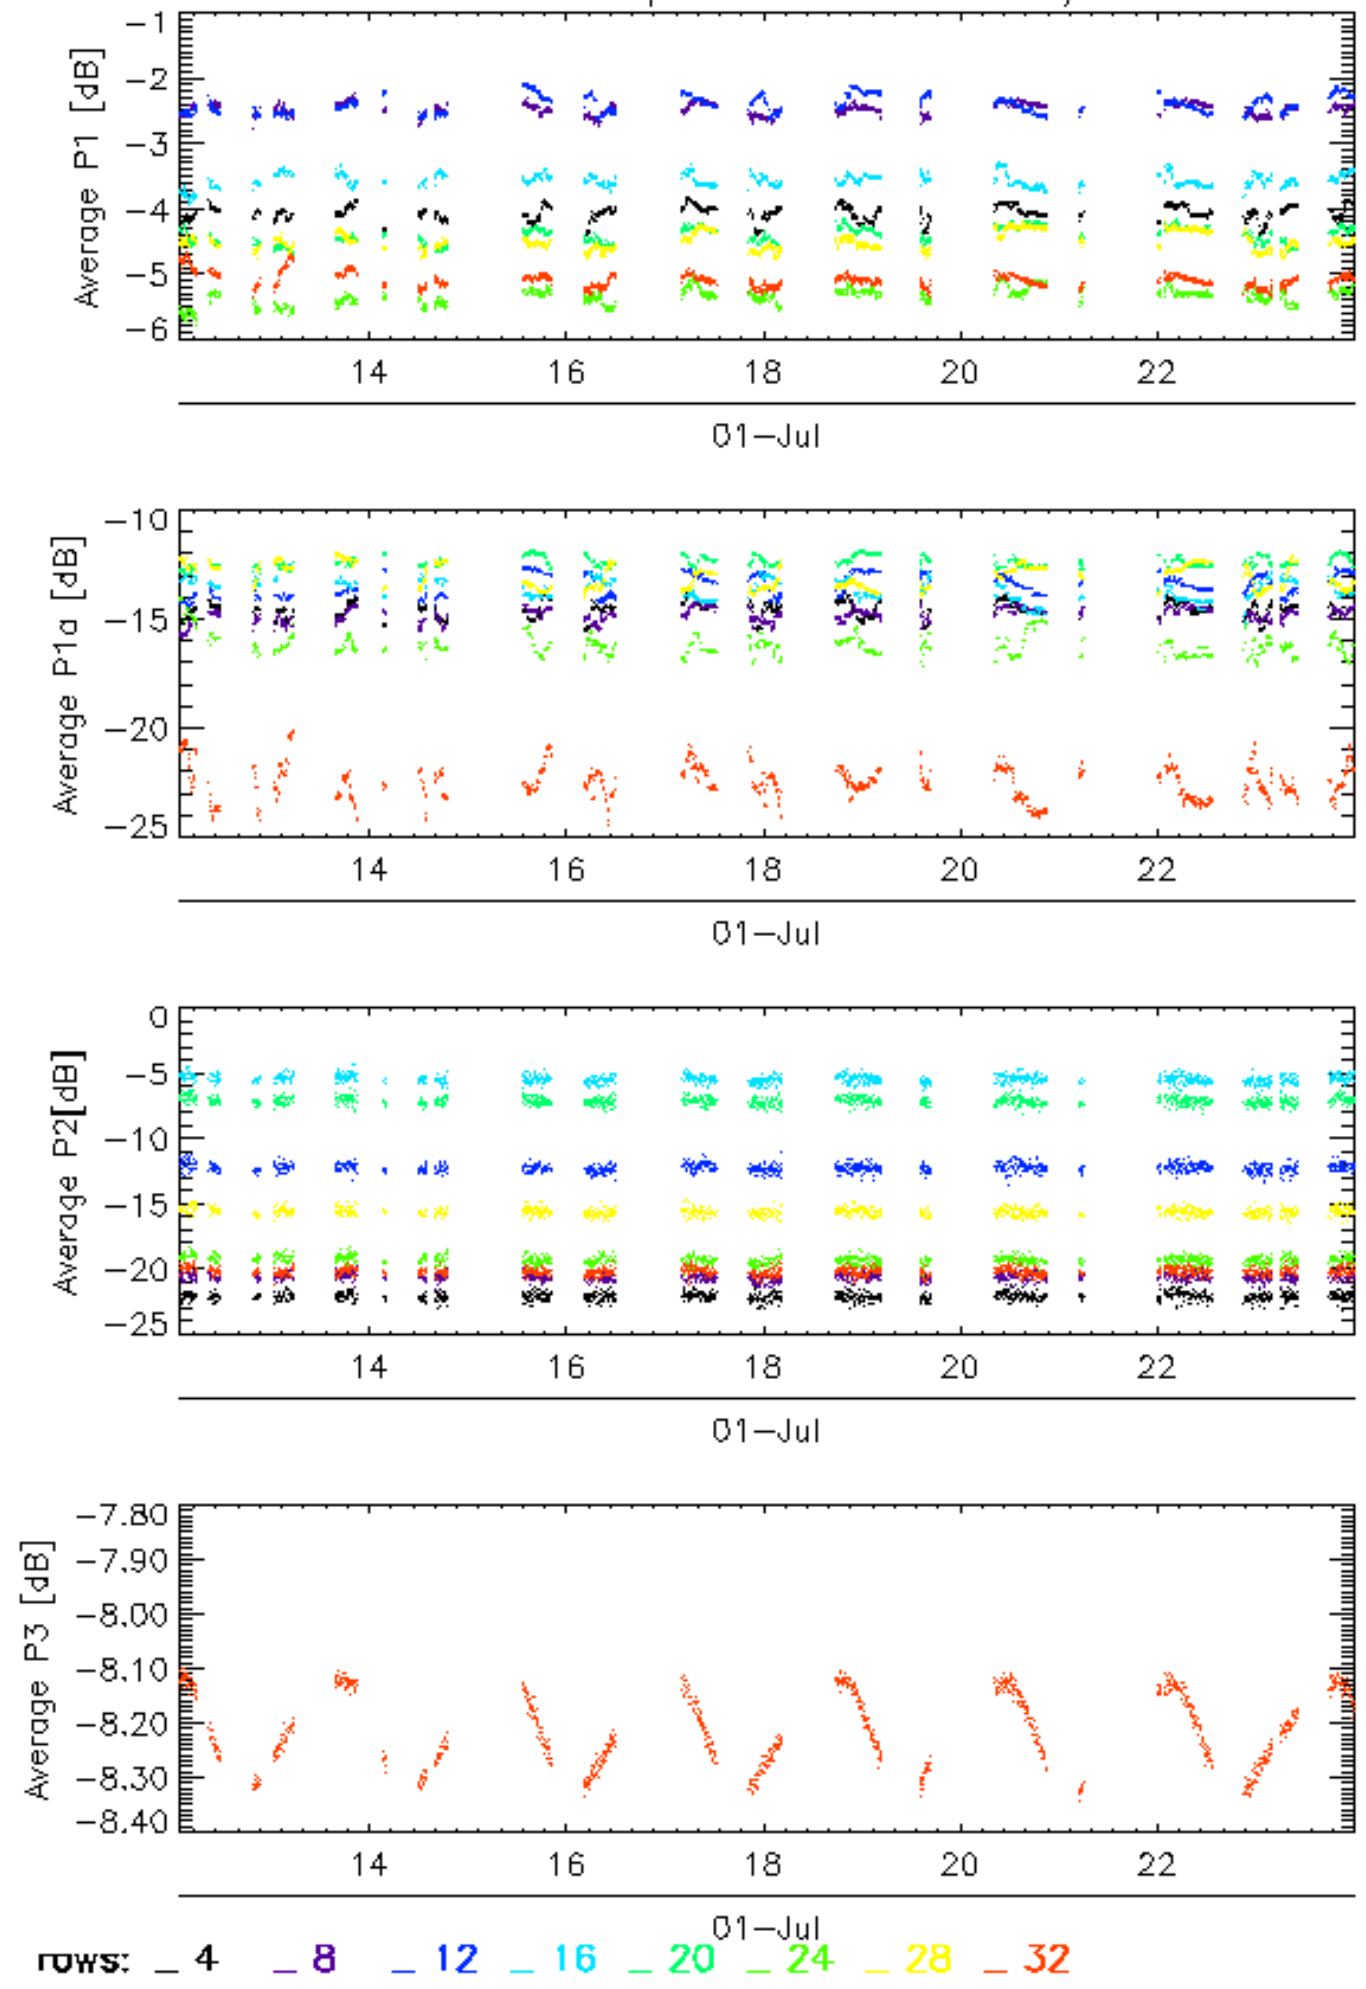 Average P1 [dB]
-1
-2
-3
-4
-5
-6
14 16 18 20 22
01-Jul
Average P1a [dB]
-10
-15
-20
-25
14 16 18 20 22
01-Jul
Average P2[dB]
0
-5
-10
-15
-20
-25
14 16 18 20 22
01-Jul
Average P3 [dB]
-7.80
-7.90
-8.00
-8.10
-8.20
-8.30
-8.40
14 16 18 20 22
01-Jul
rows: _ 4 _ 8 _ 12 _ 16 _ 20 _ 24 _ 28 _ 32